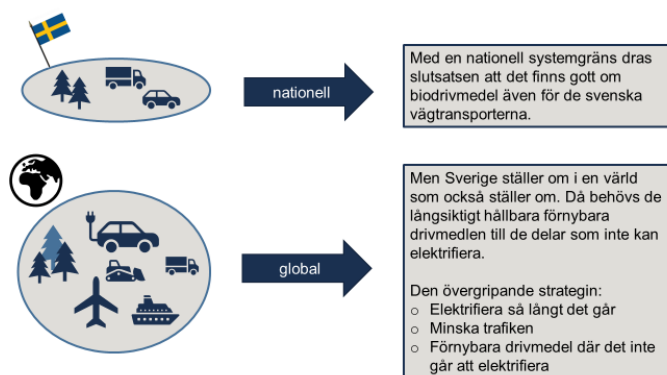 nationell
Med en nationell systemgräns dras
slutsatsen att det finns gott om
biodrivmedel även för de svenska
vägtransporterna.
global
Men Sverige ställer om i en värld
som också ställer om. Då behövs de
långsiktigt hållbara förnybara
drivmedlen till de delar som inte kan
elektrifiera.
Den övergripande strategin:
o Elektrifiera så långt det går
o Minska trafiken
o Förnybara drivmedel där det inte
går att elektrifiera